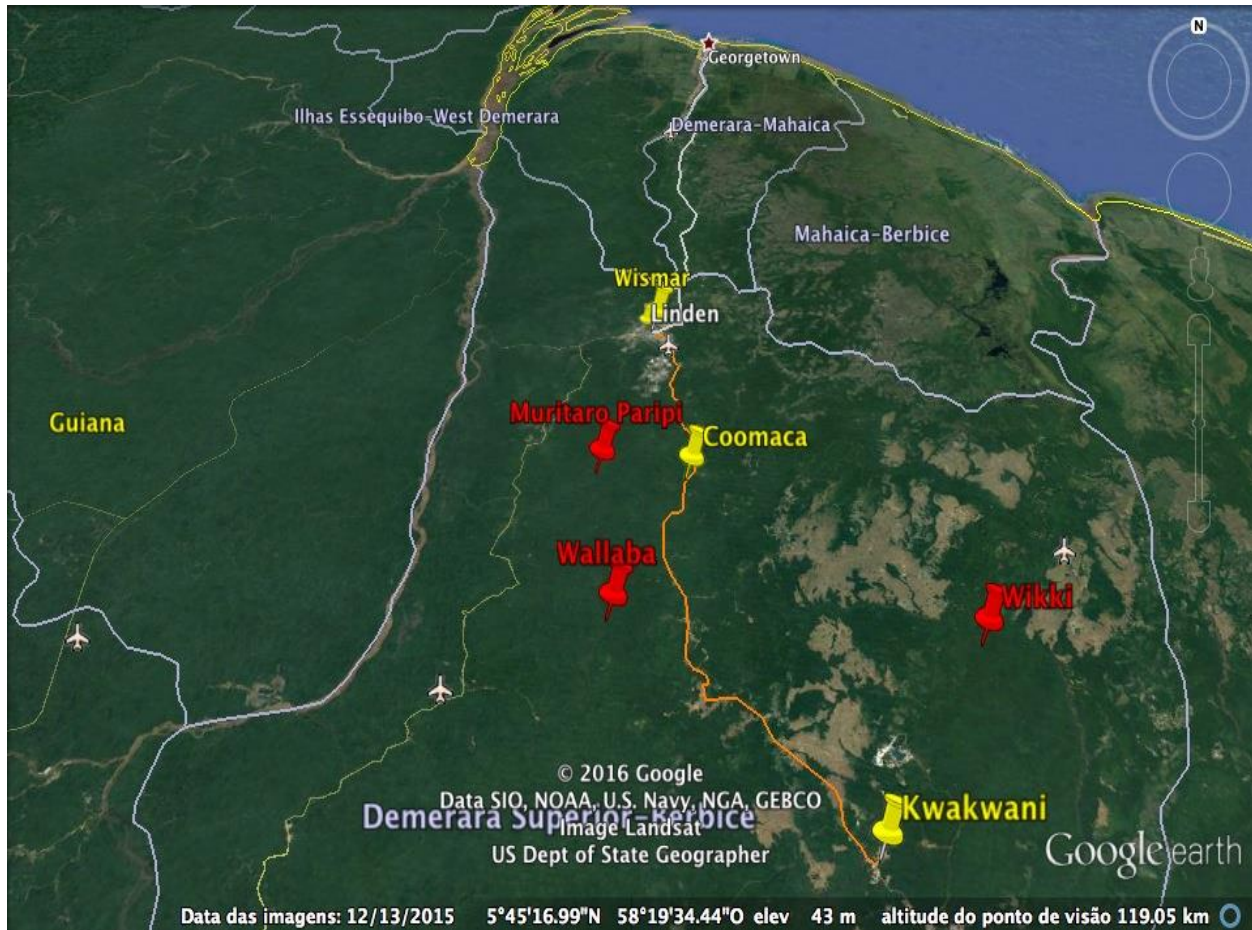 N
Georgetown
Ilhas Essequibo-West Demerara
Demerara-Mahaica
Mahaica-Berbice
Wismar
Linden
Muritaro Paripi
Guiana
Coomaca
Wallaba
Wikki
© 2016 Google
Data SIO, NOAA, U.S. Navy, NGA, GEBCO
Demerara Superior-Berbice
Image Landsat
US Dept of State Geographer
Kwakwani
Google earth
Data das imagens: 12/13/2015 5°45'16.99"N 58°19'34.44"O elev 43 m altitude do ponto de visão 119.05 km